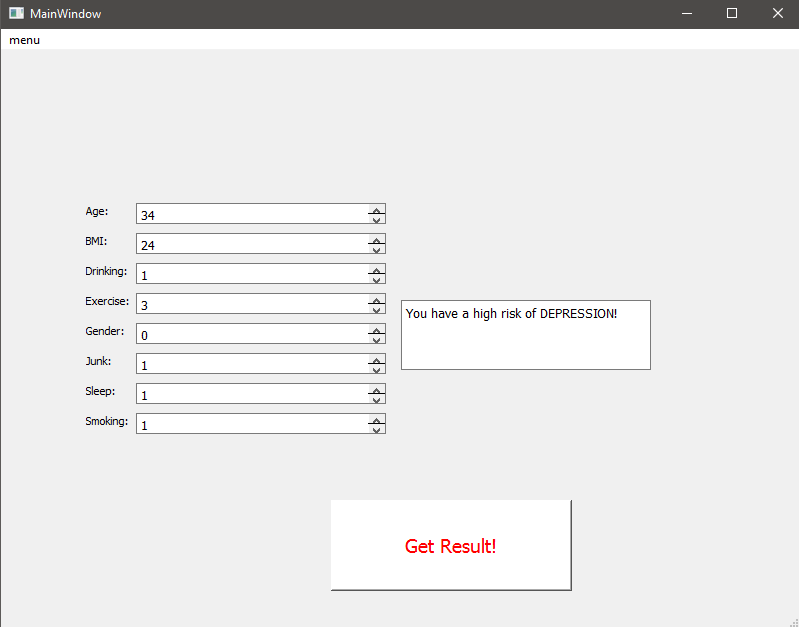 MainWindow
menu
Age: 34
BMI: 24
Drinking: 1
Exercise: 3
Gender: 0
Junk: 1
Sleep: 1
Smoking: 1
You have a high risk of DEPRESSION!
Get Result!